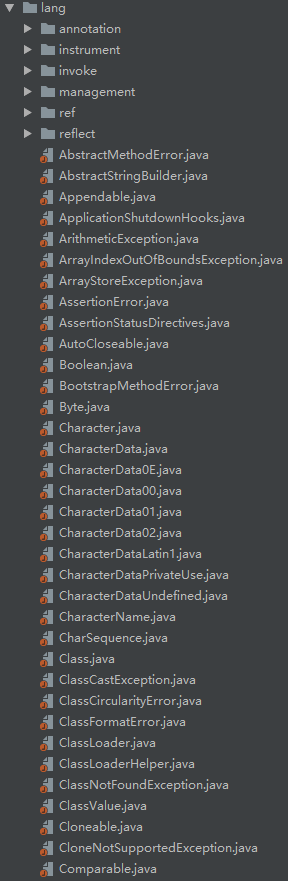 lang
annotation
instrument
invoke
management
ref
reflect
AbstractMethodError.java
AbstractStringBuilder.java
Appendable.java
ApplicationShutdownHooks.java
ArithmeticException.java
ArrayIndexOutOfBoundsException.java
ArrayStoreException.java
AssertionError.java
AssertionStatusDirectives.java
AutoCloseable.java
Boolean.java
BootstrapMethodError.java
Byte.java
Character.java
CharacterData.java
CharacterData0E.java
CharacterData00.java
CharacterData01.java
CharacterData02.java
CharacterDataLatin1.java
CharacterDataPrivateUse.java
CharacterDataUndefined.java
CharacterName.java
CharSequence.java
Class.java
ClassCastException.java
ClassCircularityError.java
ClassFormatError.java
ClassLoader.java
ClassLoaderHelper.java
ClassNotFoundException.java
ClassValue.java
Cloneable.java
CloneNotSupportedException.java
Comparable.java